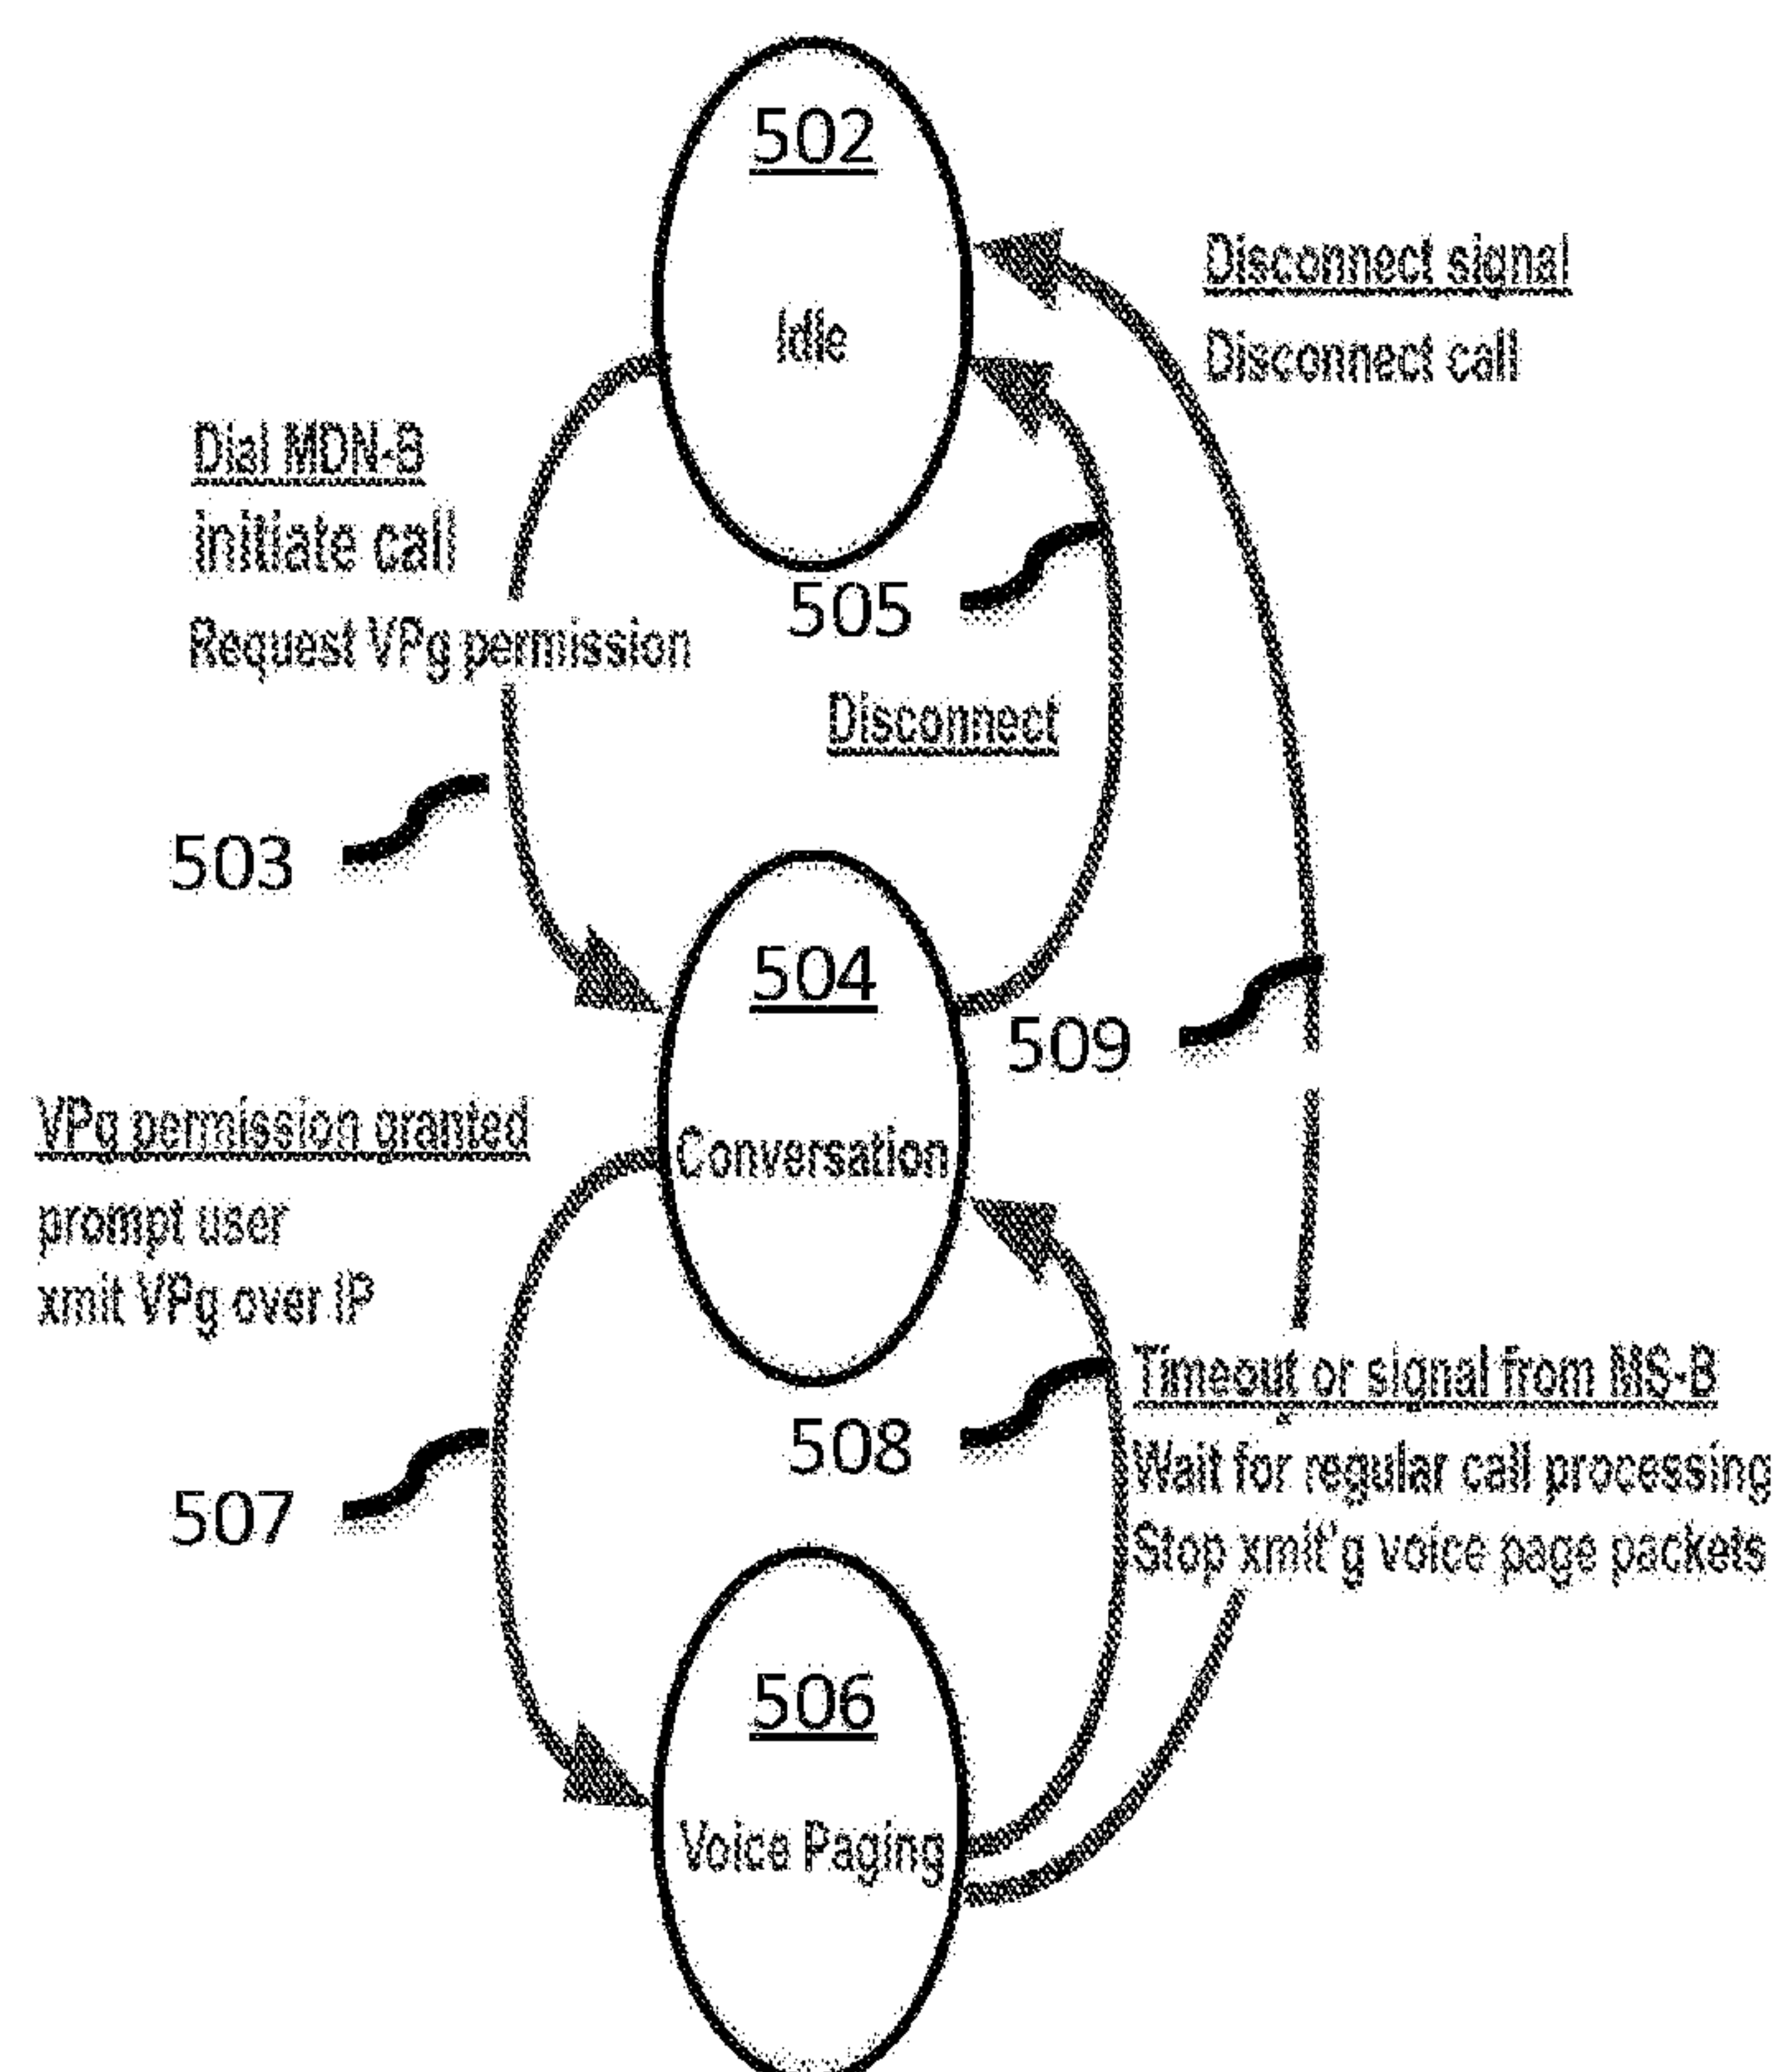 502
Idle
Disconnect signal
Disconnect call
Dial MDN-B
initiate call
Request VPg permission
505
Disconnect
503
504
Conversation
509
VPg permission granted
prompt user
xmit VPg over IP
507
508
Timeout or signal from MS-B
Wait for regular call processing
Stop xmit'g voice page packets
506
Voice Paging